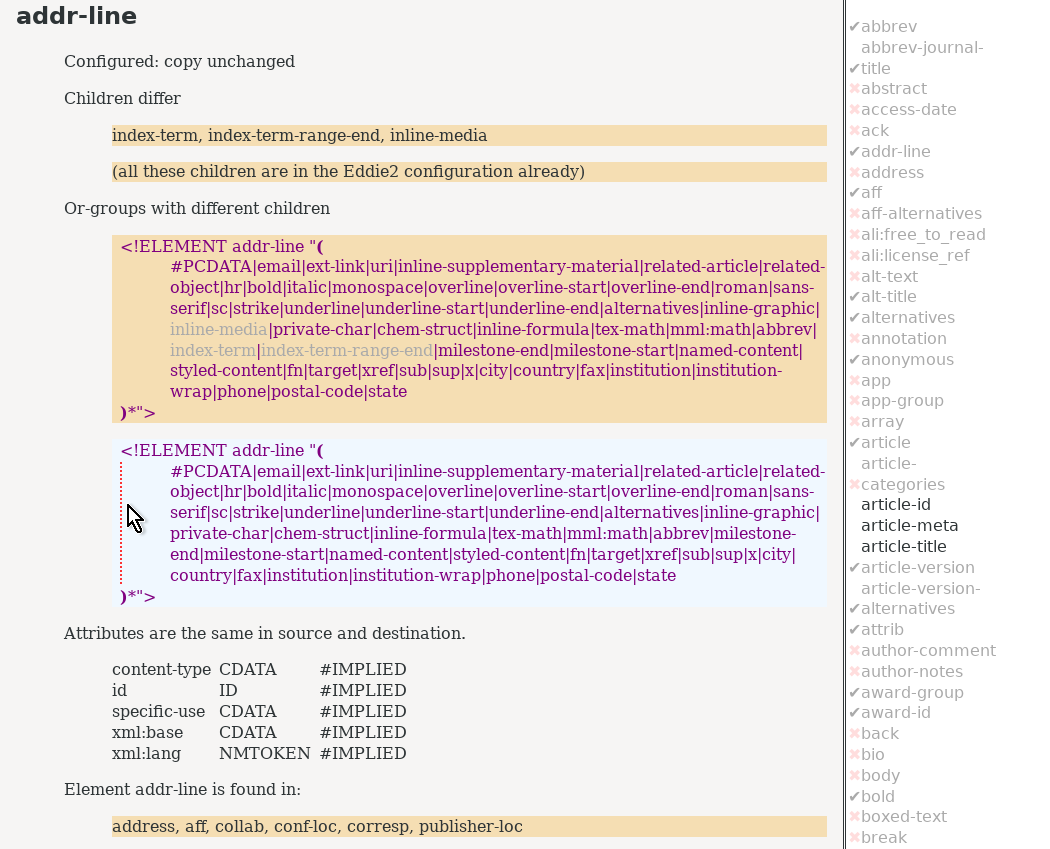 addr-line
Configured: copy unchanged
Children differ
index-term, index-term-range-end, inline-media
(all these children are in the Eddie2 configuration already)
Or-groups with different children
<!ELEMENT addr-line "(
#PCDATA|email|ext-link|uri|inline-supplementary-material|related-article|related-
object|hr|bold|italic|monospace|overline|overline-start|overline-end|roman|sans-
serif|sc|strike|underline|underline-start|underline-end|alternatives|inline-graphic|
inline-media|private-char|chem-struct|inline-formula|tex-math|mml:math|abbrev|
index-term|index-term-range-end|milestone-end|milestone-start|named-content|
styled-content|fn|target|xref|sub|sup|x|city|country|fax|institution|institution-
wrap|phone|postal-code|state
)*">
<!ELEMENT addr-line "(
#PCDATA|email|ext-link|uri|inline-supplementary-material|related-article|related-
object|hr|bold|italic|monospace|overline|overline-start|overline-end|roman|sans-
serif|sc|strike|underline|underline-start|underline-end|alternatives|inline-graphic|
private-char|chem-struct|inline-formula|tex-math|mml:math|abbrev|milestone-
end|milestone-start|named-content|styled-content|fn|target|xref|sub|sup|x|city|
country|fax|institution|institution-wrap|phone|postal-code|state
)*">
Attributes are the same in source and destination.
content-type CDATA #IMPLIED
id ID #IMPLIED
specific-use CDATA #IMPLIED
xml:base CDATA #IMPLIED
xml:lang NMTOKEN #IMPLIED
Element addr-line is found in:
address, aff, collab, conf-loc, corresp, publisher-loc
✔abbrev
abbrev-journal-
✔title
✖abstract
✖access-date
✖ack
✔addr-line
✖address
✔aff
✖aff-alternatives
✖ali:free_to_read
✖ali:license_ref
✖alt-text
✔alt-title
✔alternatives
✖annotation
✔anonymous
✖app
✖app-group
✖array
✔article
article-
✖categories
article-id
article-meta
article-title
✔article-version
article-version-
✔alternatives
✔attrib
✖author-comment
✖author-notes
✔award-group
✔award-id
✖back
✖bio
✖body
✔bold
✖boxed-text
✖break